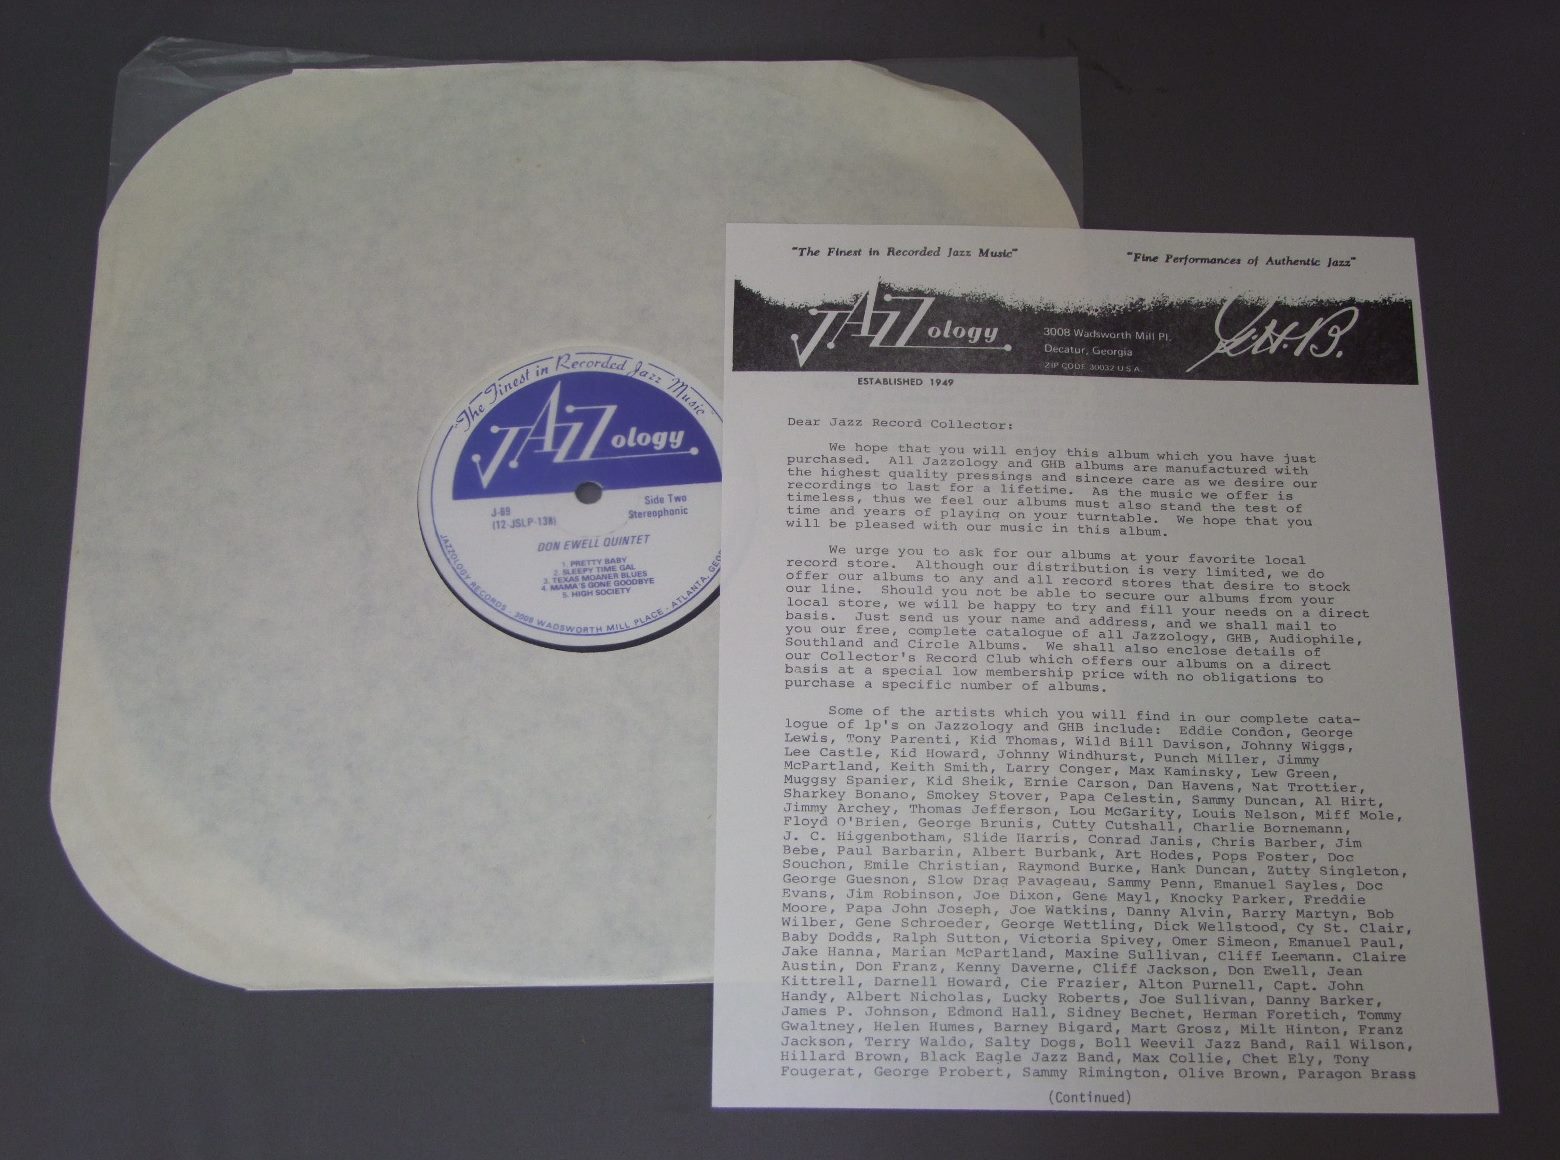 "The Finest in Recorded Jazz Music"
JAZZology
J-89
(12-JSLP-138)
Side Two
Stereophonic
DON EWELL QUINTET
1. PRETTY BABY
2. SLEEPY TIME GAL
3. TEXAS MOANER BLUES
4. MAMA'S GONE GOODBYE
5. HIGH SOCIETY
JAZZOLOGY RECORDS · 3008 WADSWORTH MILL PLACE · ATLANTA, GEO
"The Finest in Recorded Jazz Music"
"Fine Performances of Authentic Jazz"
JAZZology
3008 Wadsworth Mill Pl.
Decatur, Georgia
ZIP CODE 30032 U S A.
G.H.B.
ESTABLISHED 1949
Dear Jazz Record Collector:
We hope that you will enjoy this album which you have just
purchased. All Jazzology and GHB albums are manufactured with
the highest quality pressings and sincere care as we desire our
recordings to last for a lifetime. As the music we offer is
timeless, thus we feel our albums must also stand the test of
time and years of playing on your turntable. We hope that you
will be pleased with our music in this album.
We urge you to ask for our albums at your favorite local
record store. Although our distribution is very limited, we do
offer our albums to any and all record stores that desire to stock
our line. Should you not be able to secure our albums from your
local store, we will be happy to try and fill your needs on a direct
basis. Just send us your name and address, and we shall mail to
you our free, complete catalogue of all Jazzology, GHB, Audiophile,
Southland and Circle Albums. We shall also enclose details of
our Collector's Record Club which offers our albums on a direct
basis at a special low membership price with no obligations to
purchase a specific number of albums.
Some of the artists which you will find in our complete cata-
logue of lp's on Jazzology and GHB include: Eddie Condon, George
Lewis, Tony Parenti, Kid Thomas, Wild Bill Davison, Johnny Wiggs,
Lee Castle, Kid Howard, Johnny Windhurst, Punch Miller, Jimmy
McPartland, Keith Smith, Larry Conger, Max Kaminsky, Lew Green,
Muggsy Spanier, Kid Sheik, Ernie Carson, Dan Havens, Nat Trottier,
Sharkey Bonano, Smokey Stover, Papa Celestin, Sammy Duncan, Al Hirt,
Jimmy Archey, Thomas Jefferson, Lou McGarity, Louis Nelson, Miff Mole,
Floyd O'Brien, George Brunis, Cutty Cutshall, Charlie Bornemann,
J. C. Higgenbotham, Slide Harris, Conrad Janis, Chris Barber, Jim
Bebe, Paul Barbarin, Albert Burbank, Art Hodes, Pops Foster, Doc
Souchon, Emile Christian, Raymond Burke, Hank Duncan, Zutty Singleton,
George Guesnon, Slow Drag Pavageau, Sammy Penn, Emanuel Sayles, Doc
Evans, Jim Robinson, Joe Dixon, Gene Mayl, Knocky Parker, Freddie
Moore, Papa John Joseph, Joe Watkins, Danny Alvin, Barry Martyn, Bob
Wilber, Gene Schroeder, George Wettling, Dick Wellstood, Cy St. Clair,
Baby Dodds, Ralph Sutton, Victoria Spivey, Omer Simeon, Emanuel Paul,
Jake Hanna, Marian McPartland, Maxine Sullivan, Cliff Leemann. Claire
Austin, Don Franz, Kenny Daverne, Cliff Jackson, Don Ewell, Jean
Kittrell, Darnell Howard, Cie Frazier, Alton Purnell, Capt. John
Handy, Albert Nicholas, Lucky Roberts, Joe Sullivan, Danny Barker,
James P. Johnson, Edmond Hall, Sidney Bechet, Herman Foretich, Tommy
Gwaltney, Helen Humes, Barney Bigard, Mart Grosz, Milt Hinton, Franz
Jackson, Terry Waldo, Salty Dogs, Boll Weevil Jazz Band, Rail Wilson,
Hillard Brown, Black Eagle Jazz Band, Max Collie, Chet Ely, Tony
Fougerat, George Probert, Sammy Rimington, Olive Brown, Paragon Brass
(Continued)